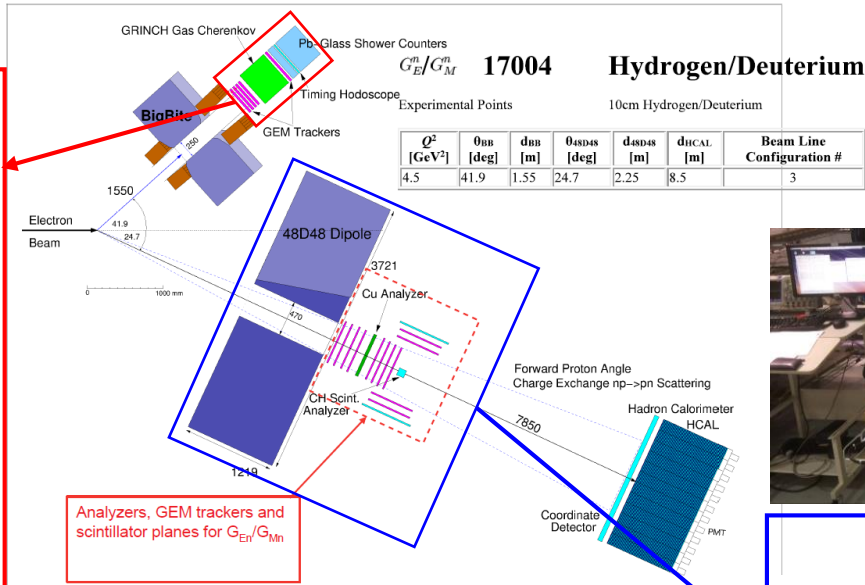 GRINCH Gas Cherenkov
Pb-Glass Shower Counters
Timing Hodoscope
GEM Trackers
BigBite
250
1550
Electron
Beam
41.9
24.7
0
1000 mm
G_E^n/G_M^n 17004 Hydrogen/Deuterium
Experimental Points 10cm Hydrogen/Deuterium
Q² [GeV²] θBB [deg] dBB [m] θ48D48 [deg] d48D48 [m] dHCAL [m] Beam Line Configuration #
4.5 41.9 1.55 24.7 2.25 8.5 3
48D48 Dipole
3721
Cu Analyzer
470
CH Scint.
Analyzer
1219
Forward Proton Angle
Charge Exchange np->pn Scattering
7850
Hadron Calorimeter
HCAL
Coordinate
Detector
PMT
Analyzers, GEM trackers and
scintillator planes for GEn/GMn